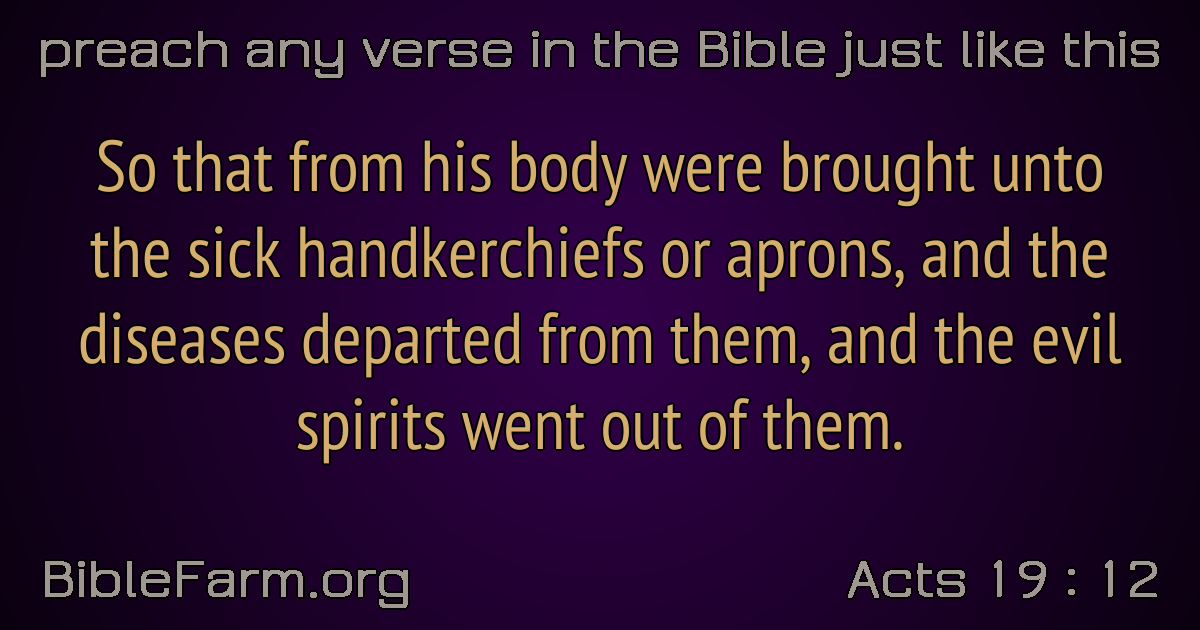 preach any verse in the Bible just like this
So that from his body were brought unto
the sick handkerchiefs or aprons, and the
diseases departed from them, and the evil
spirits went out of them.
BibleFarm.org
Acts 19 : 12